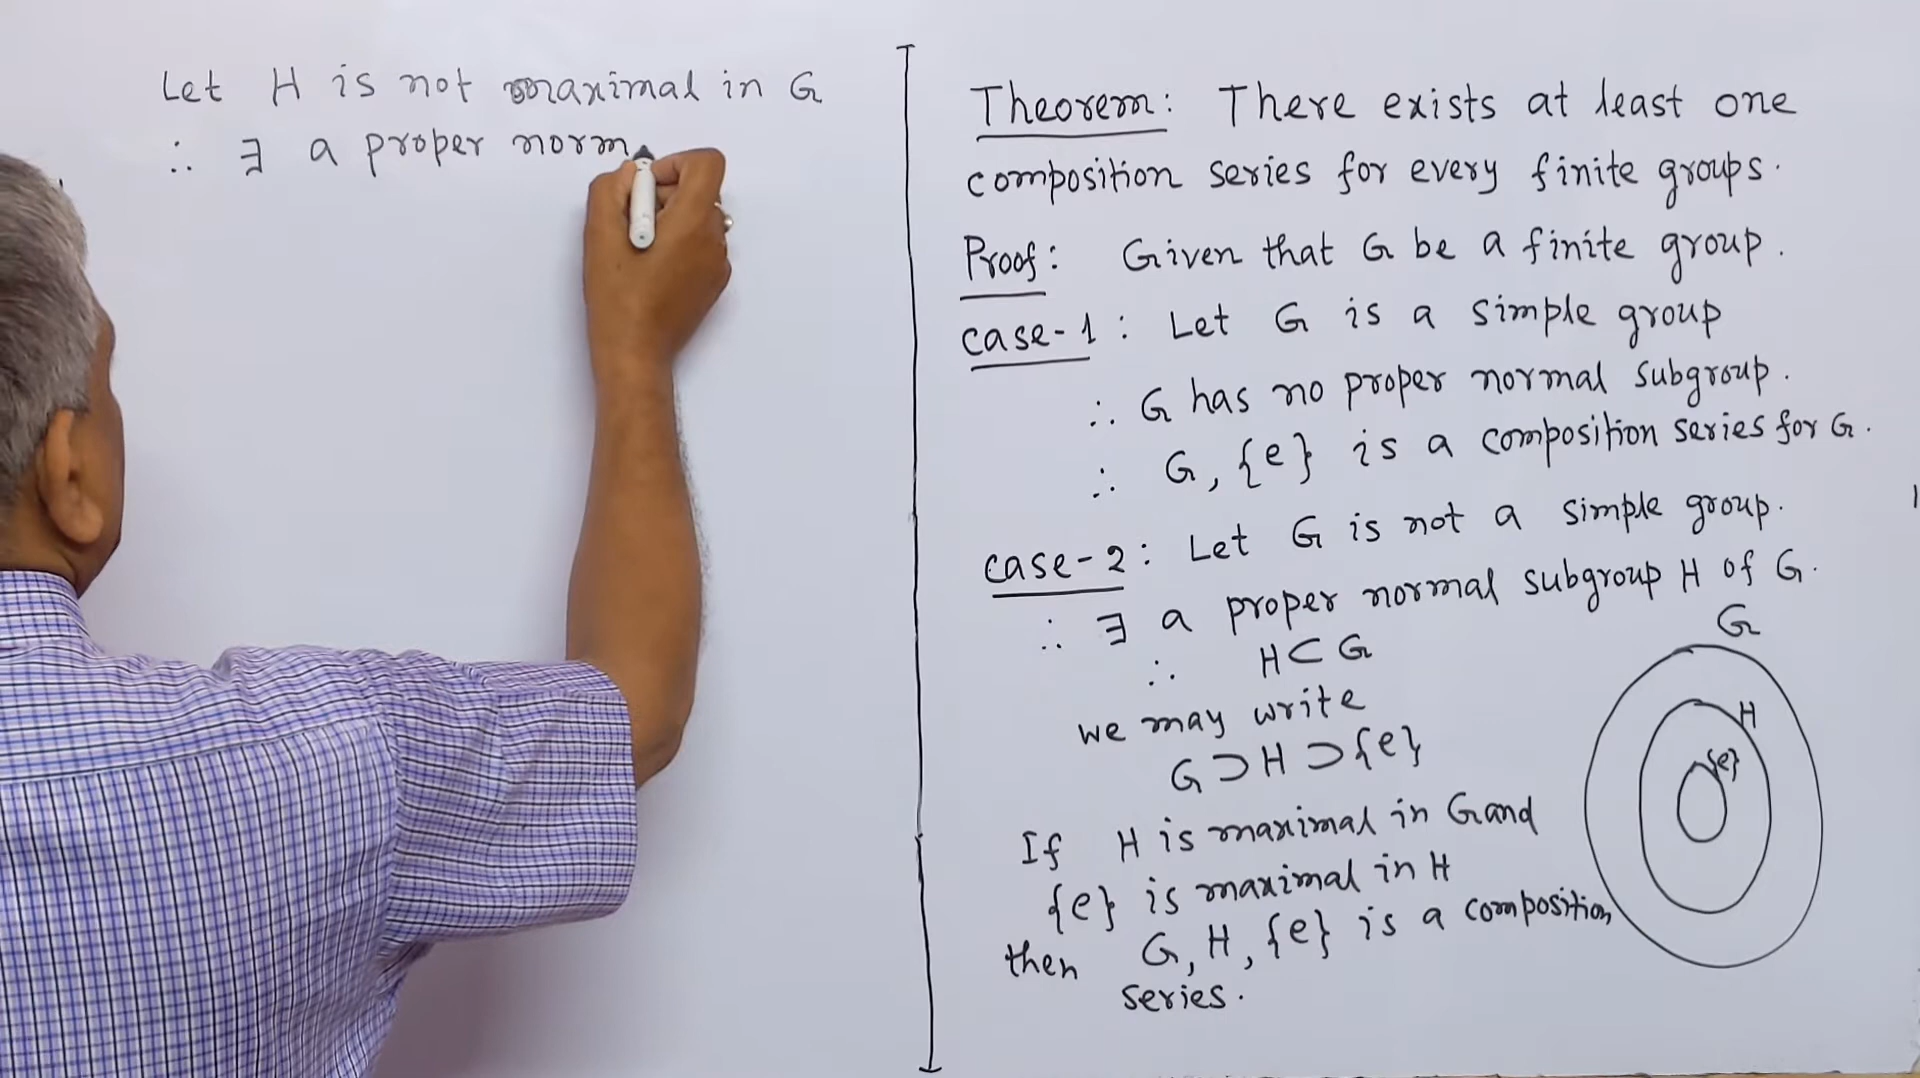 Let H is not maximal in G
∴ ∃ a proper norm
Theorem: There exists at least one
composition series for every finite groups.
Proof: Given that G be a finite group.
case-1: Let G is a simple group
∴ G has no proper normal subgroup.
∴ G, {e} is a composition series for G.
case-2: Let G is not a simple group.
∴ ∃ a proper normal subgroup H of G.
∴ H ⊂ G
we may write
G ⊃ H ⊃ {e}
If H is maximal in G and
{e} is maximal in H
then G, H, {e} is a composition
series.
G
H
{e}